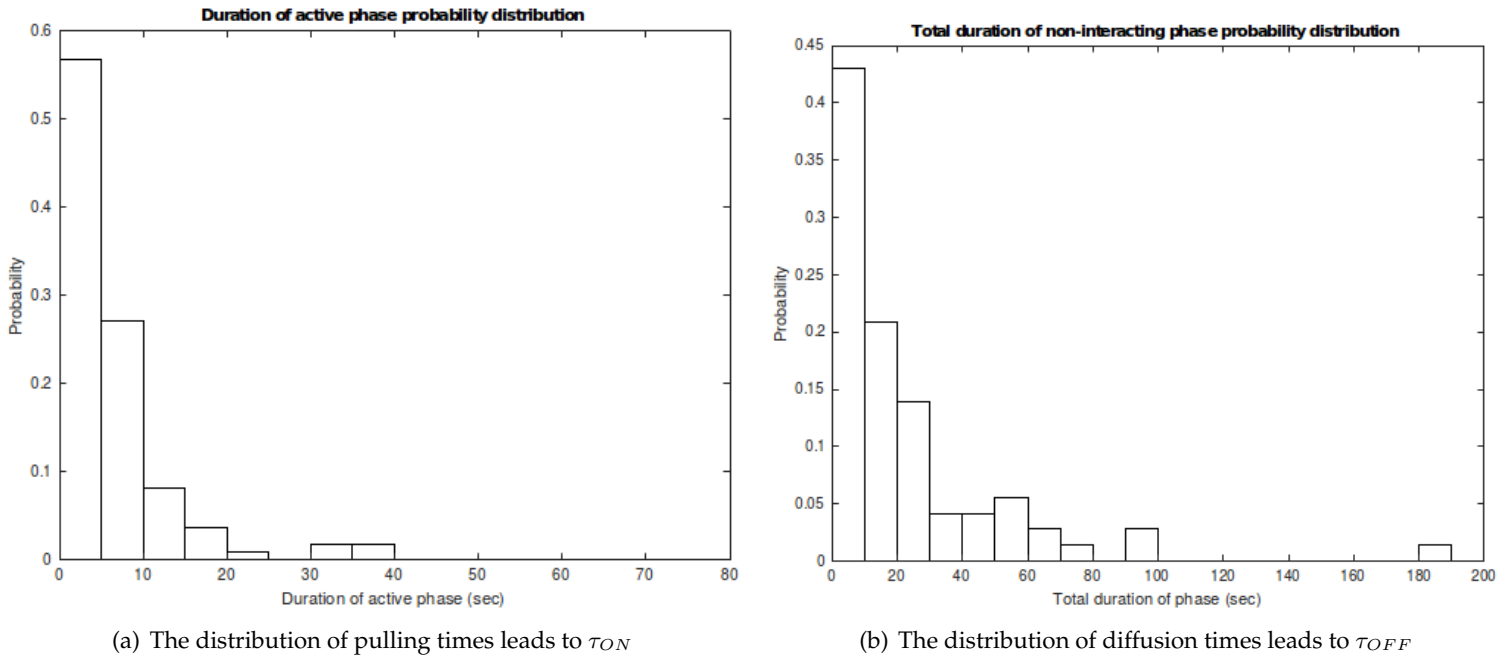 Duration of active phase probability distribution
0.6
0.5
0.4
0.3
0.2
0.1
0
Probability
0 10 20 30 40 50 60 70 80
Duration of active phase (sec)
(a) The distribution of pulling times leads to τON
Total duration of non-interacting phase probability distribution
0.45
0.4
0.35
0.3
0.25
0.2
0.15
0.1
0.05
0
Probability
0 20 40 60 80 100 120 140 160 180 200
Total duration of phase (sec)
(b) The distribution of diffusion times leads to τOFF